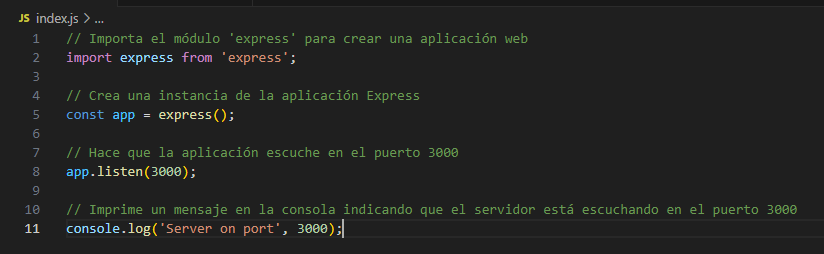 JS index.js > ...
1 // Importa el módulo 'express' para crear una aplicación web
2 import express from 'express';
3
4 // Crea una instancia de la aplicación Express
5 const app = express();
6
7 // Hace que la aplicación escuche en el puerto 3000
8 app.listen(3000);
9
10 // Imprime un mensaje en la consola indicando que el servidor está escuchando en el puerto 3000
11 console.log('Server on port', 3000);